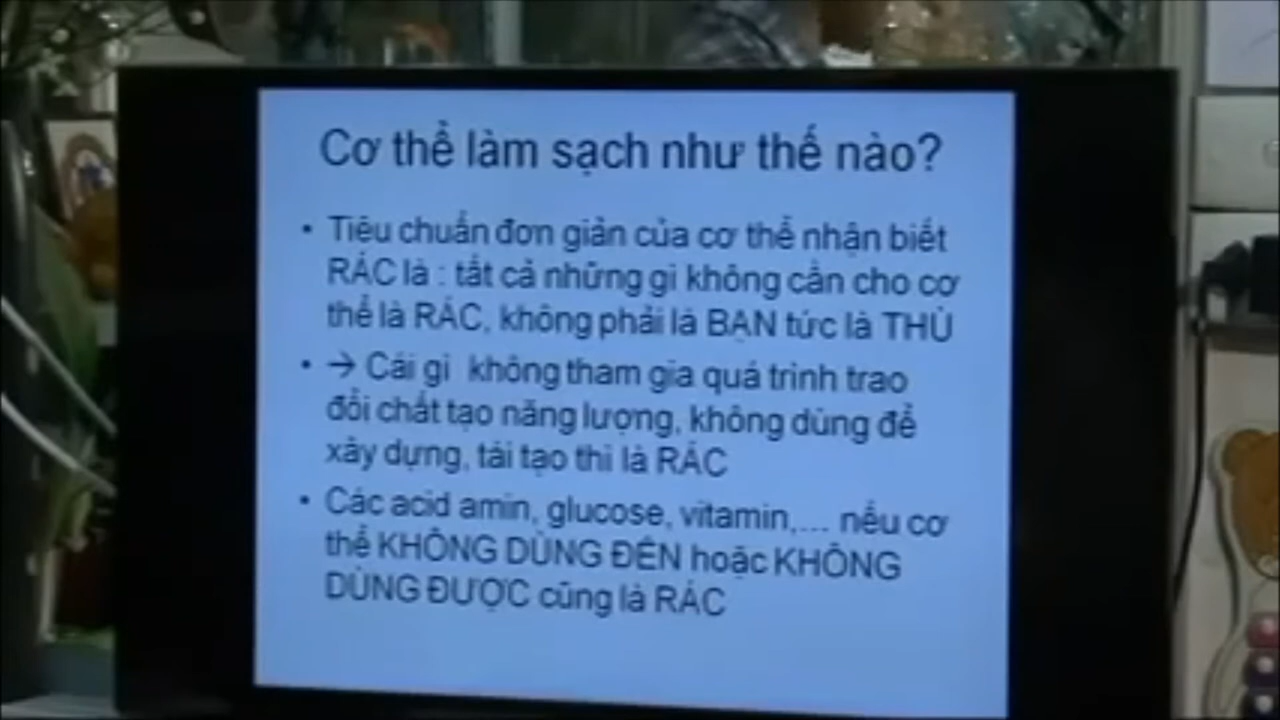 Cơ thể làm sạch như thế nào?
• Tiêu chuẩn đơn giản của cơ thể nhận biết
RÁC là : tất cả những gì không cần cho cơ
thể là RÁC, không phải là BẠN tức là THÙ
• → Cái gì không tham gia quá trình trao
đổi chất tạo năng lượng, không dùng để
xây dựng, tái tạo thì là RÁC
• Các acid amin, glucose, vitamin,... nếu cơ
thể KHÔNG DÙNG ĐẾN hoặc KHÔNG
DÙNG ĐƯỢC cũng là RÁC